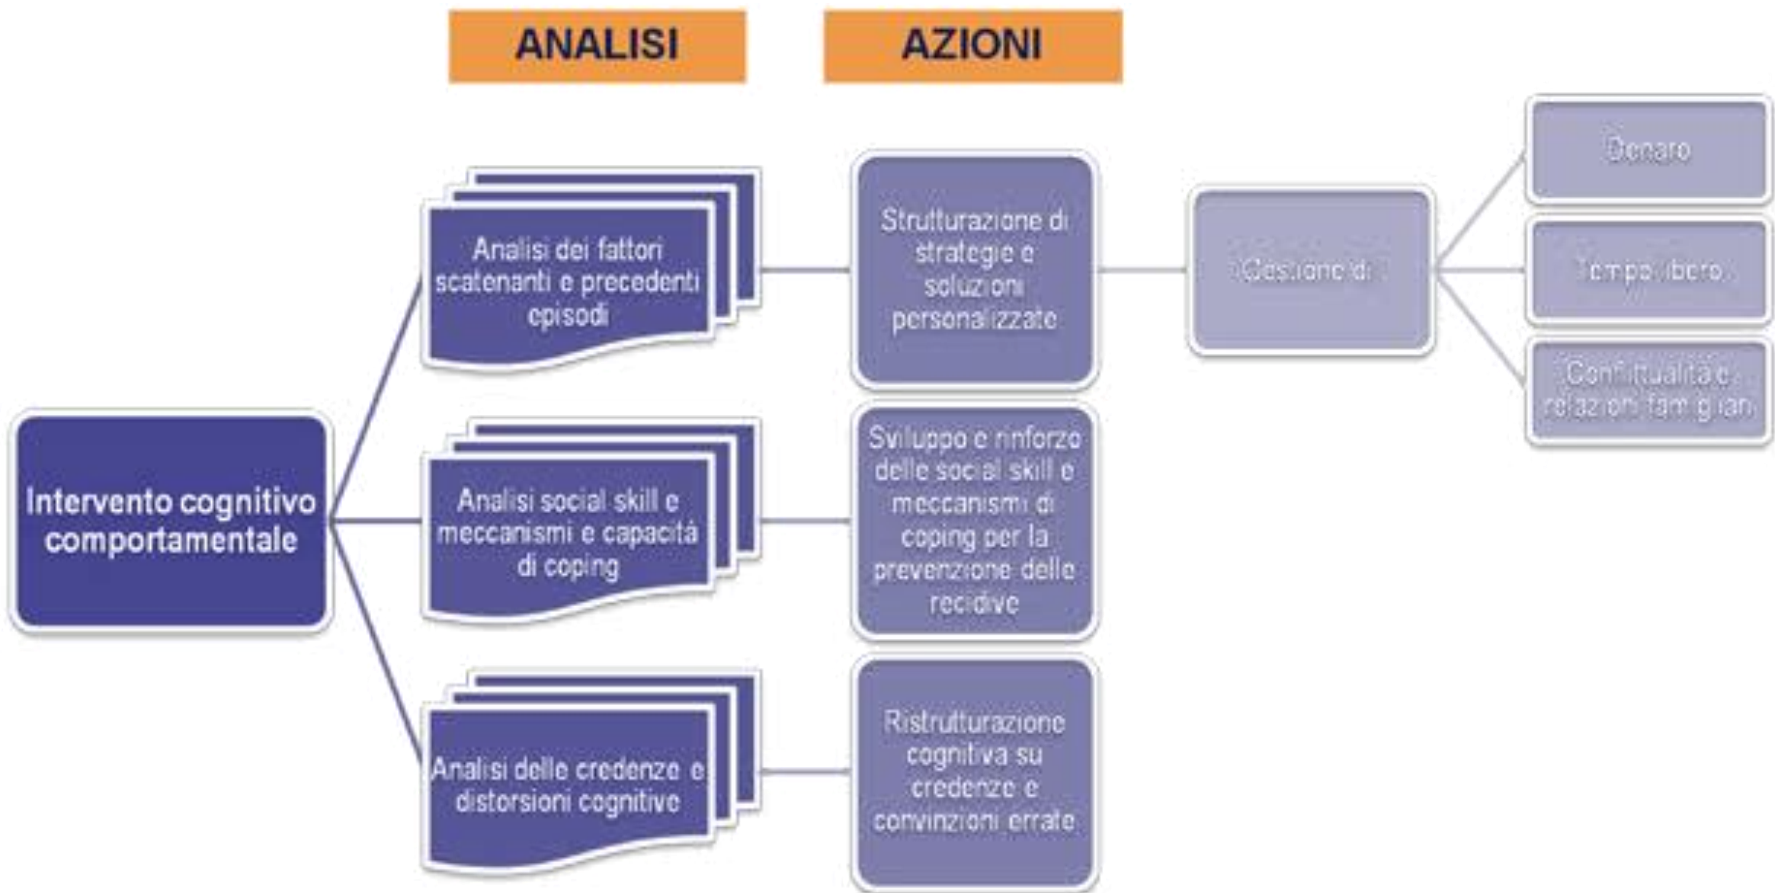 ANALISI
AZIONI
Intervento cognitivo
comportamentale
Analisi dei fattori
scatenanti e precedenti
episodi
Strutturazione di
strategie e
soluzioni
personalizzate
Gestione di
Denaro
Tempo libero
Conflittualità e
relazioni famigliari
Analisi social skill e
meccanismi e capacità
di coping
Sviluppo e rinforzo
delle social skill e
meccanismi di
coping per la
prevenzione delle
recidive
Analisi delle credenze e
distorsioni cognitive
Ristrutturazione
cognitiva su
credenze e
convinzioni errate